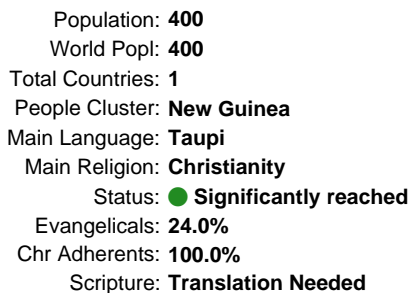 Population: 400
World Popl: 400
Total Countries: 1
People Cluster: New Guinea
Main Language: Taupi
Main Religion: Christianity
Status: Significantly reached
Evangelicals: 24.0%
Chr Adherents: 100.0%
Scripture: Translation Needed